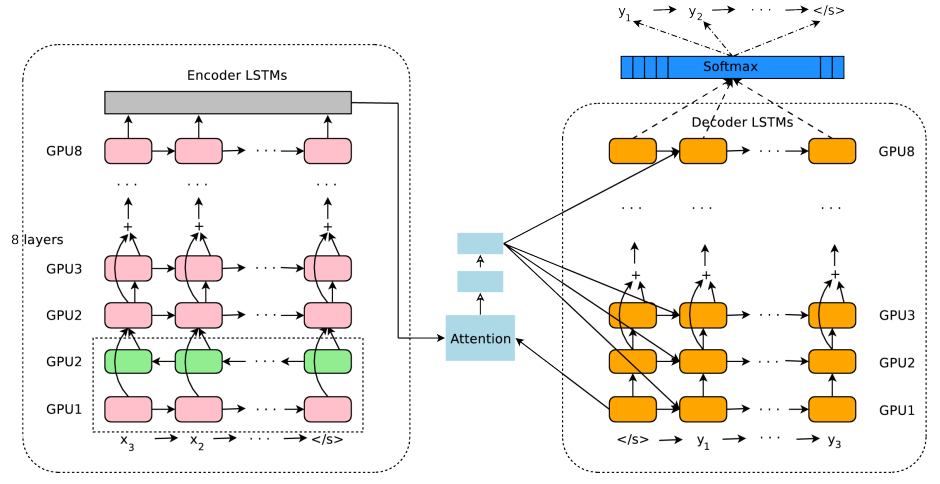 y1 y2 · · · </s>
Softmax
Encoder LSTMs
Decoder LSTMs
GPU8 · · · · · · GPU8
· · · · · · · · · · · · · · ·
+ + +
8 layers
GPU3 · · ·
+ + +
GPU2 · · · · · · GPU3
Attention
GPU2 · · · · · · GPU2
GPU1 · · · · · · GPU1
x3 x2 · · · </s>
</s> y1 · · · y3